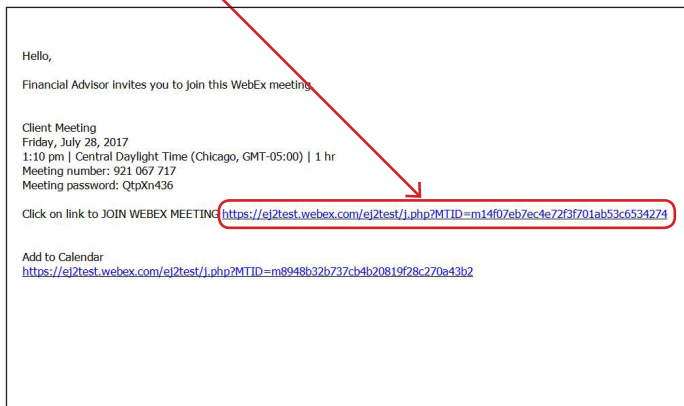 Hello,
Financial Advisor invites you to join this WebEx meeting.
Client Meeting
Friday, July 28, 2017
1:10 pm | Central Daylight Time (Chicago, GMT-05:00) | 1 hr
Meeting number: 921 067 717
Meeting password: QtpXn436
Click on link to JOIN WEBEX MEETING https://ej2test.webex.com/ej2test/j.php?MTID=m14f07eb7ec4e72f3f701ab53c6534274
Add to Calendar
https://ej2test.webex.com/ej2test/j.php?MTID=m8948b32b737cb4b20819f28c270a43b2